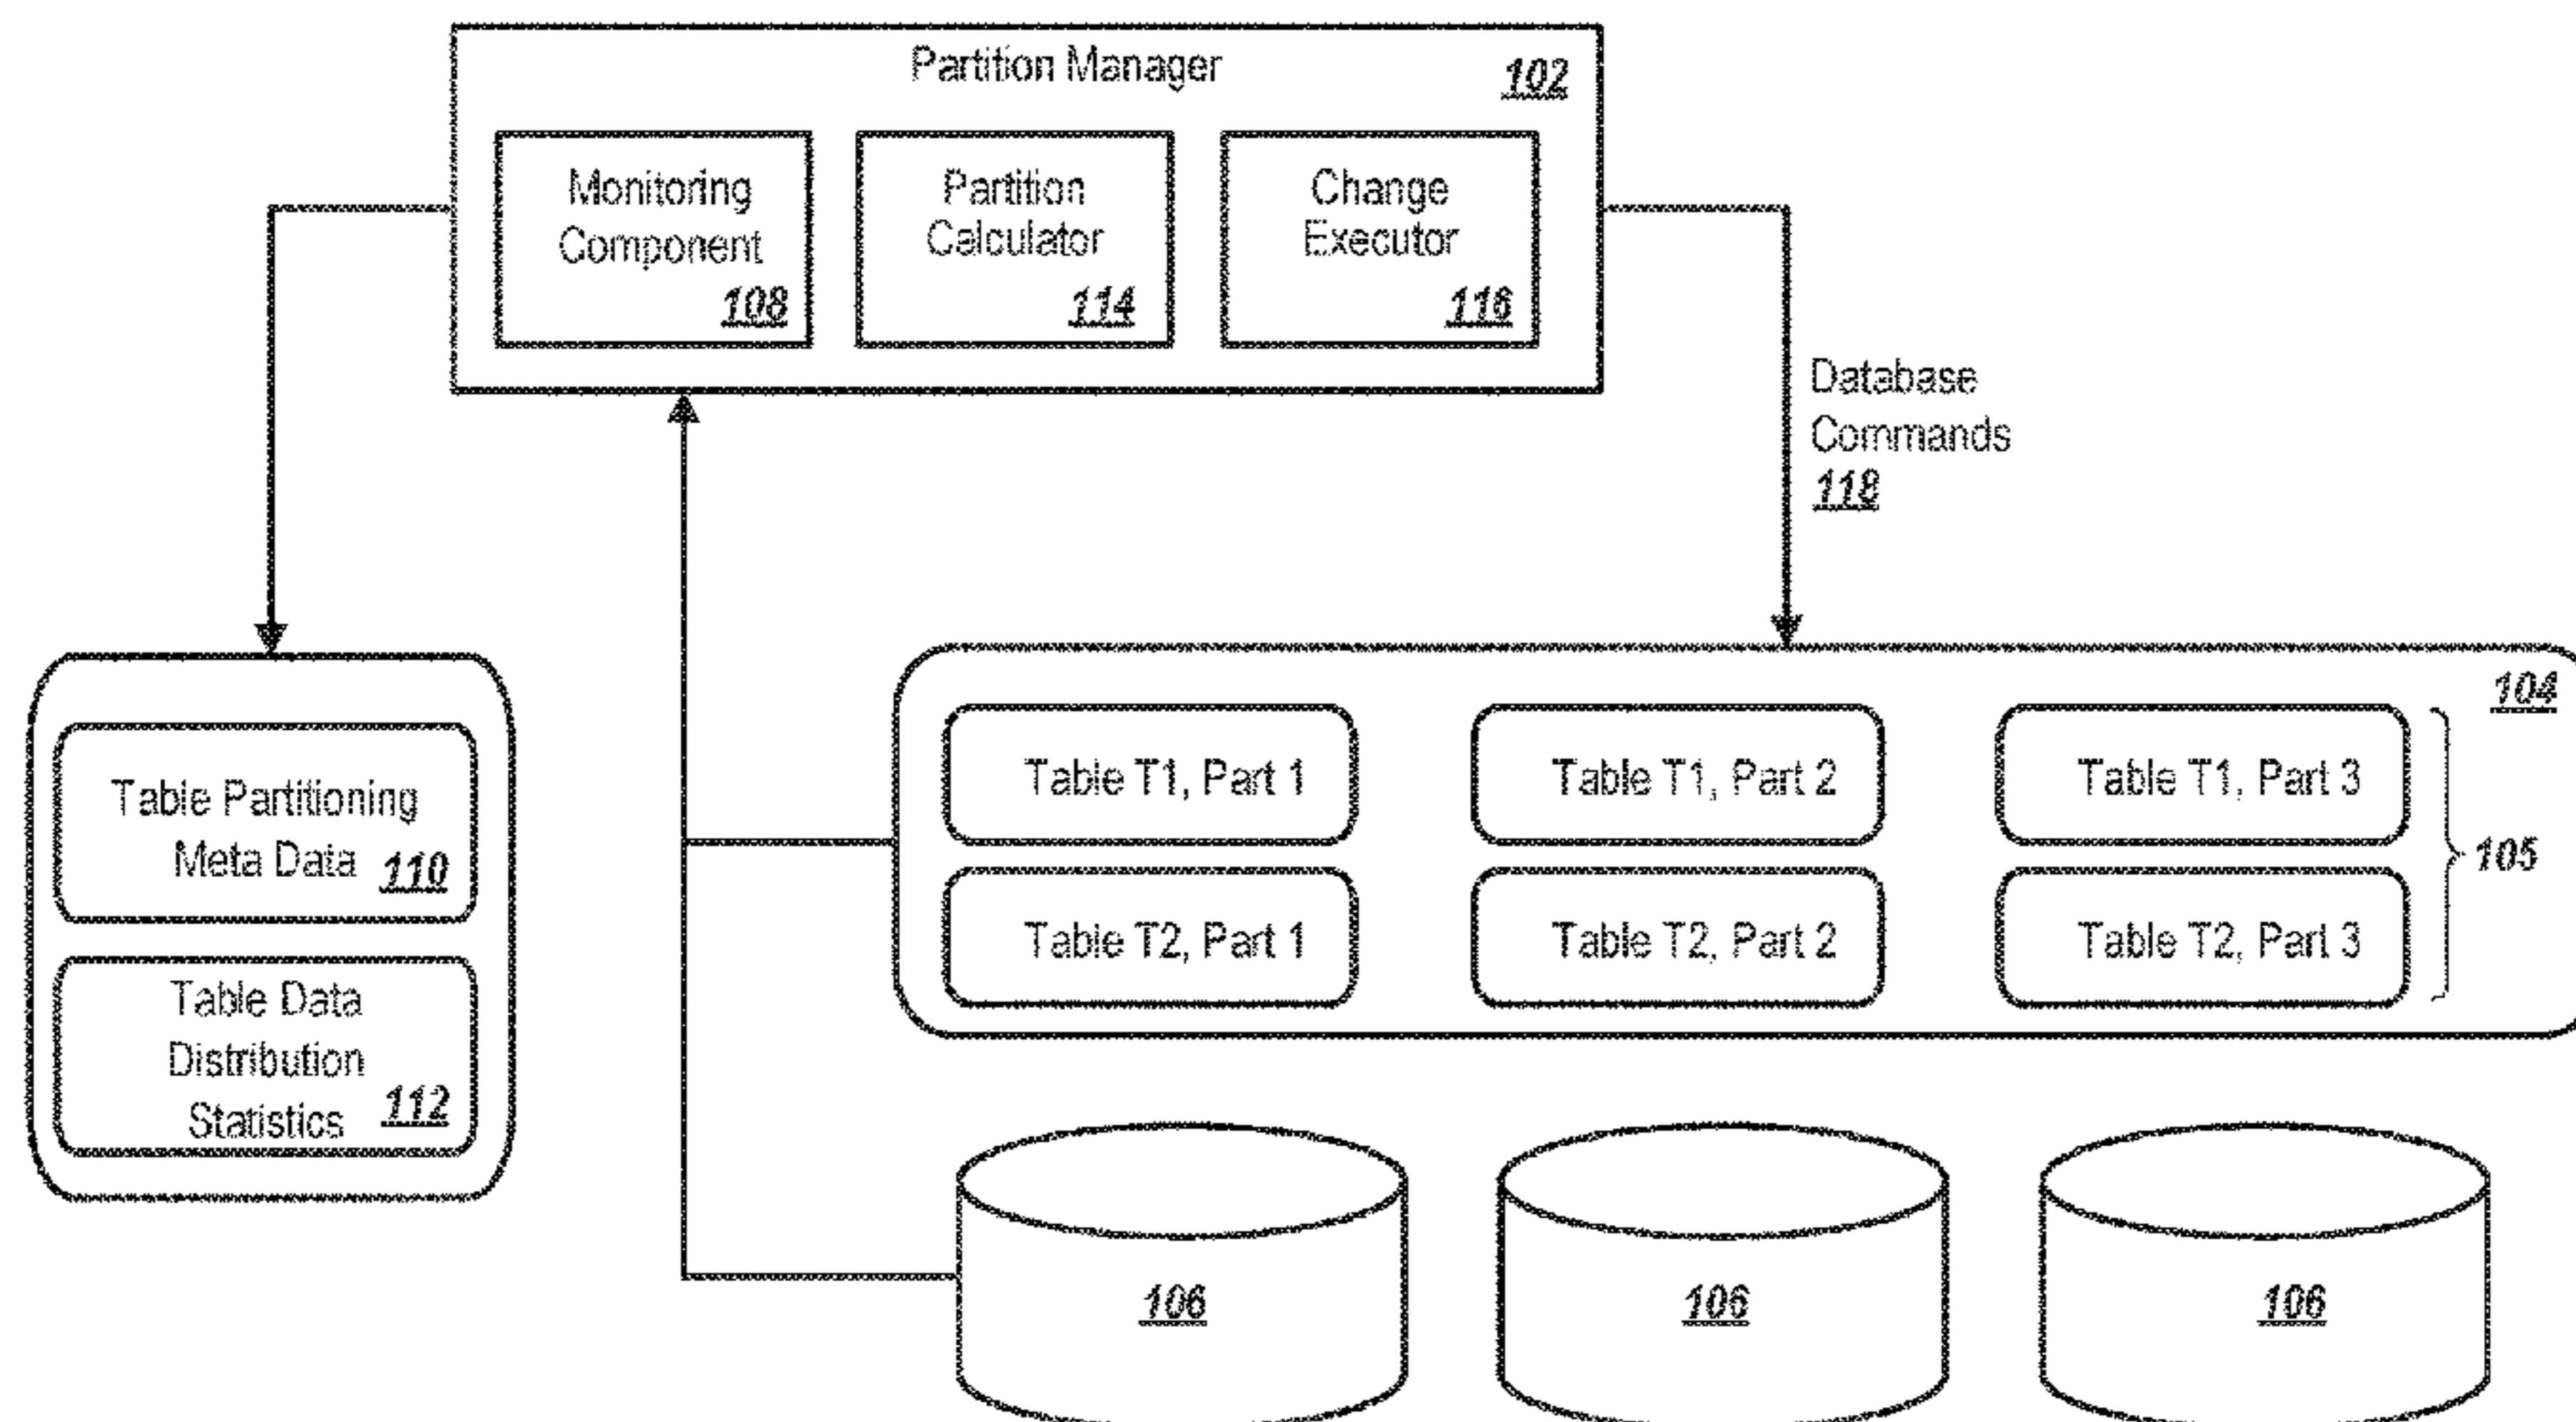 Partition Manager
102
Monitoring
Component
108
Partition
Calculator
114
Change
Executor
116
Database
Commands
118
104
Table T1, Part 1
Table T1, Part 2
Table T1, Part 3
105
Table T2, Part 1
Table T2, Part 2
Table T2, Part 3
Table Partitioning
Meta Data 110
Table Data
Distribution
Statistics 112
106
106
106